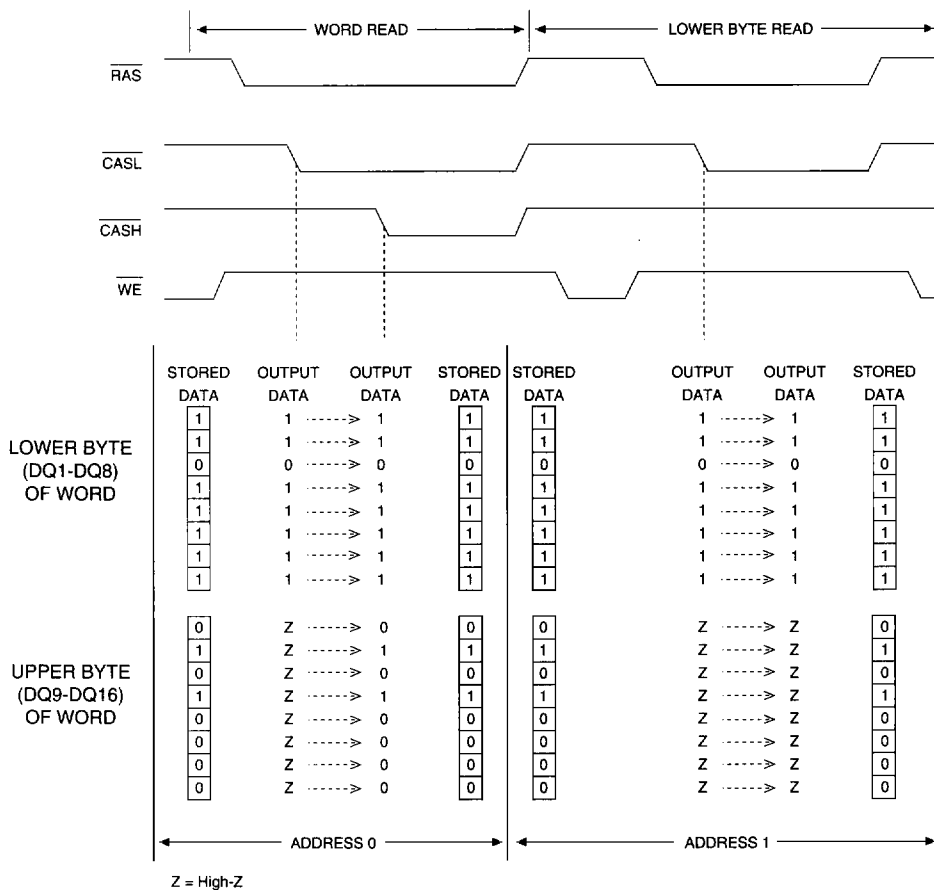 WORD READ LOWER BYTE READ
RAS
CASL
CASH
WE
STORED OUTPUT OUTPUT STORED STORED OUTPUT OUTPUT STORED
DATA DATA DATA DATA DATA DATA DATA DATA
LOWER BYTE
(DQ1-DQ8)
OF WORD
1 1 1 1 1 1 1 1
1 1 1 1 1 1 1 1
0 0 0 0 0 0 0 0
1 1 1 1 1 1 1 1
1 1 1 1 1 1 1 1
1 1 1 1 1 1 1 1
1 1 1 1 1 1 1 1
1 1 1 1 1 1 1 1
UPPER BYTE
(DQ9-DQ16)
OF WORD
0 Z 0 0 0 Z Z 0
1 Z 1 1 1 Z Z 1
0 Z 0 0 0 Z Z 0
1 Z 1 1 1 Z Z 1
0 Z 0 0 0 Z Z 0
0 Z 0 0 0 Z Z 0
0 Z 0 0 0 Z Z 0
0 Z 0 0 0 Z Z 0
ADDRESS 0 ADDRESS 1
Z = High-Z